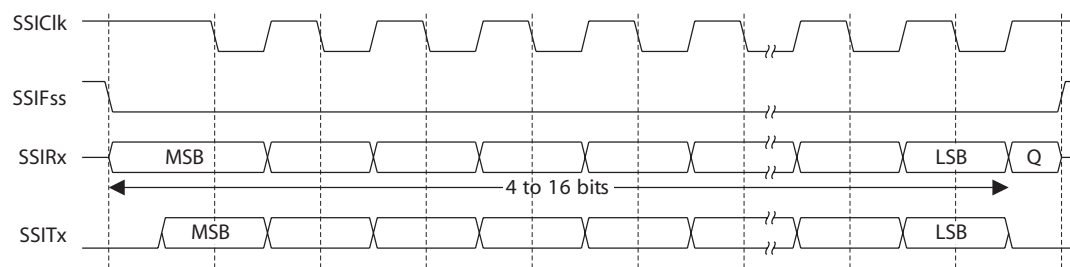 SSIClk
SSIFss
SSIRx MSB LSB Q
4 to 16 bits
SSITx MSB LSB